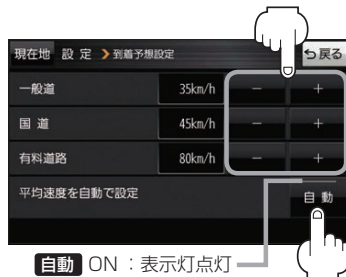 現在地 設 定 > 到着予想設定 戻る
一般道 35km/h − +
国 道 45km/h − +
有料道路 80km/h − +
平均速度を自動で設定 自 動
自動 ON:表示灯点灯